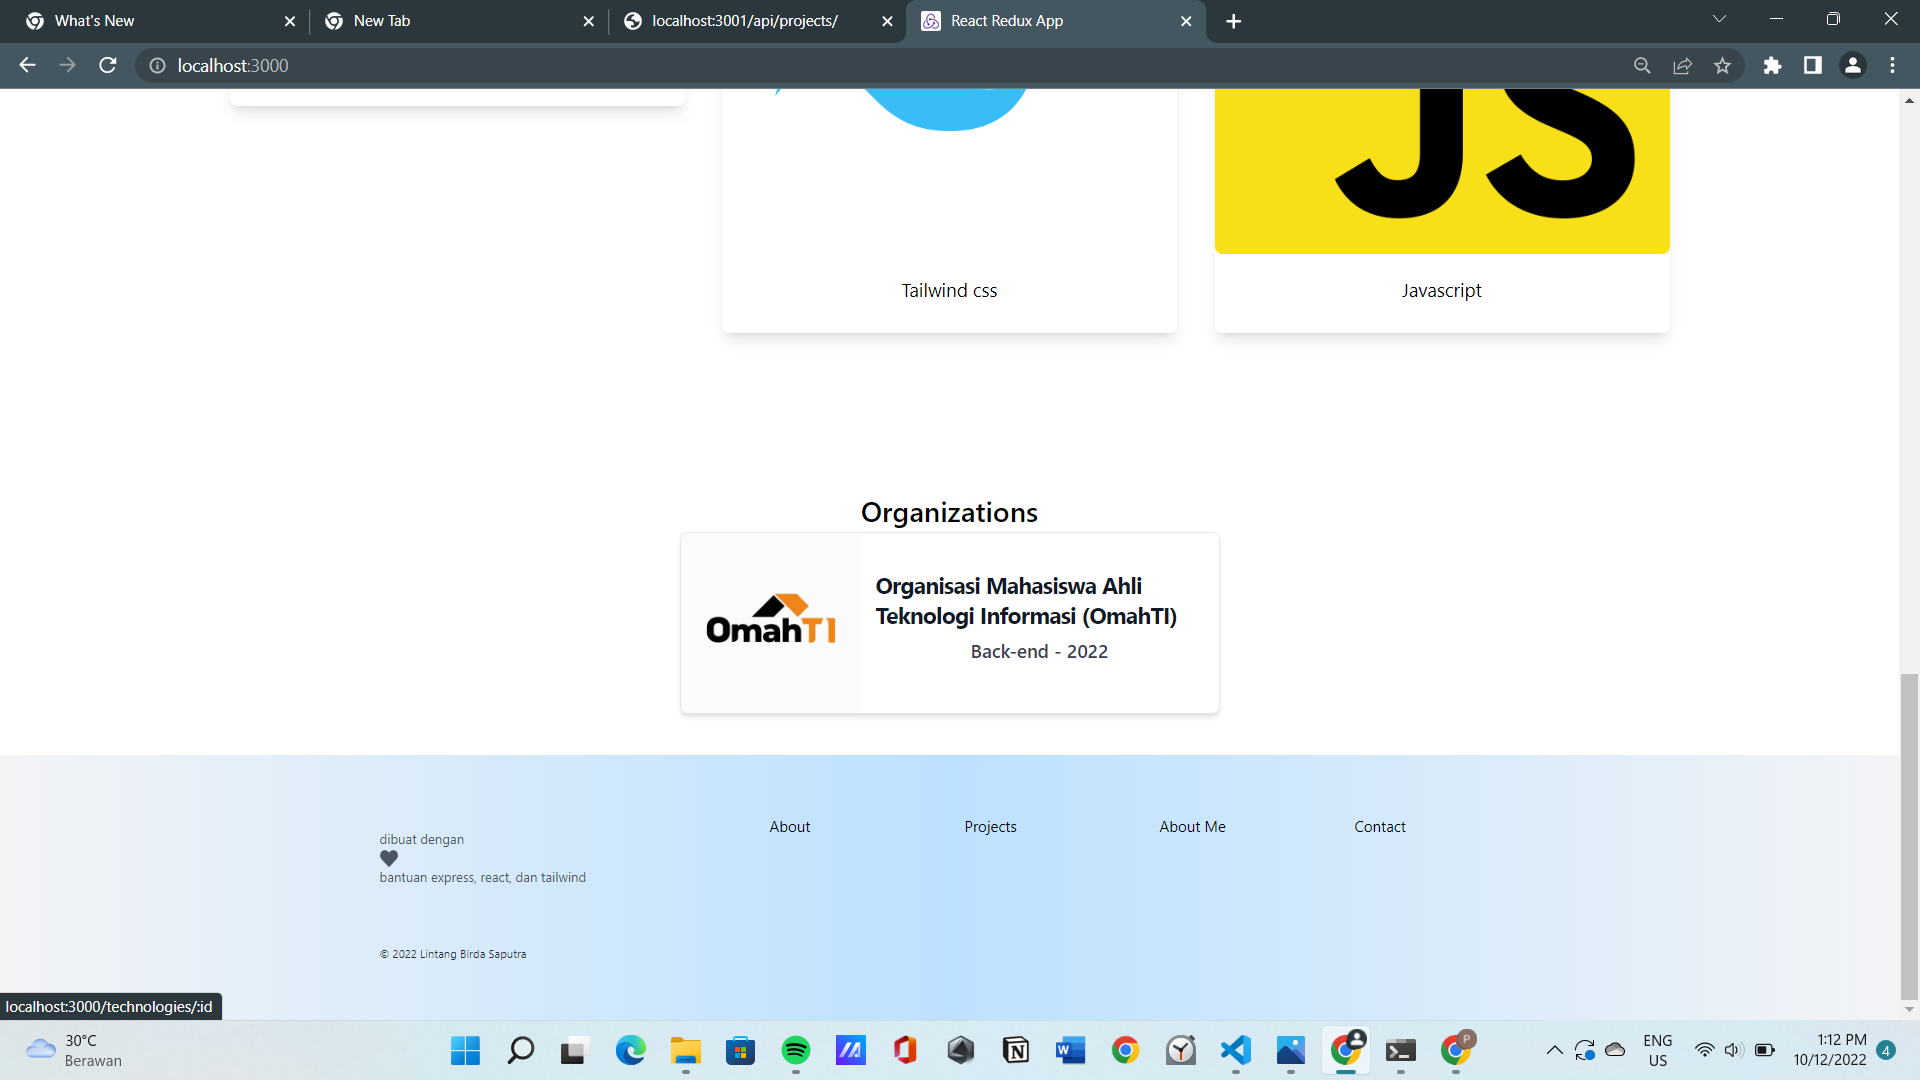 What's New
New Tab
localhost:3001/api/projects/
React Redux App
localhost:3000
JS
Tailwind css
Javascript
Organizations
OmahTI
Organisasi Mahasiswa Ahli
Teknologi Informasi (OmahTI)
Back-end - 2022
dibuat dengan
bantuan express, react, dan tailwind
About
Projects
About Me
Contact
© 2022 Lintang Birda Saputra
localhost:3000/technologies/:id
30°C
Berawan
W
P
ENG
US
1:12 PM
10/12/2022
4